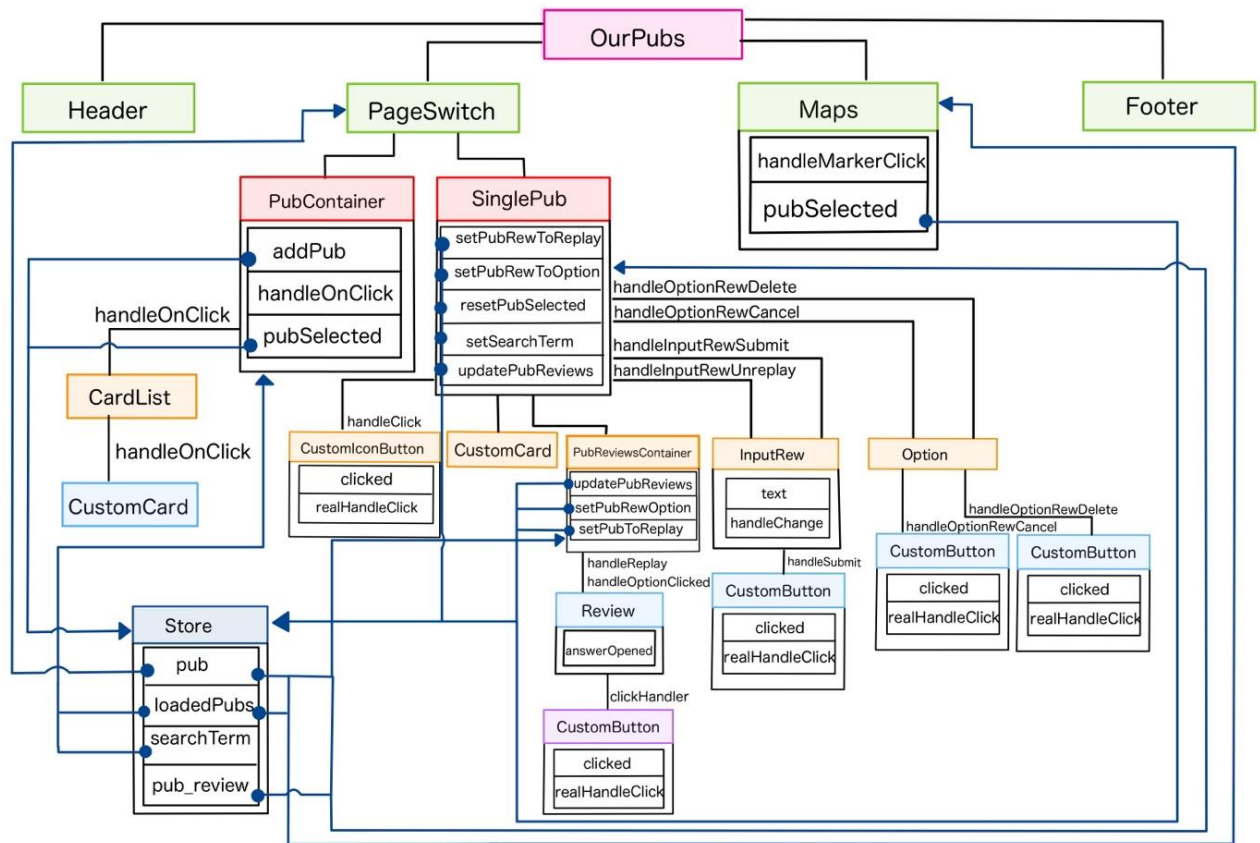 OurPubs
Header
PageSwitch
Maps
Footer
handleMarkerClick
pubSelected
PubContainer
addPub
handleOnClick
pubSelected
SinglePub
setPubRewToReplay
setPubRewToOption
resetPubSelected
setSearchTerm
updatePubReviews
handleOnClick
CardList
handleOnClick
CustomCard
handleOptionRewDelete
handleOptionRewCancel
handleInputRewSubmit
handleInputRewUnreplay
handleClick
CustomIconButton
clicked
realHandleClick
CustomCard
PubReviewsContainer
updatePubReviews
setPubRewOption
setPubToReplay
InputRew
text
handleChange
Option
handleOptionRewDelete
handleOptionRewCancel
handleReplay
handleOptionClicked
handleSubmit
CustomButton
clicked
realHandleClick
CustomButton
clicked
realHandleClick
Review
answerOpened
CustomButton
clicked
realHandleClick
clickHandler
CustomButton
clicked
realHandleClick
Store
pub
loadedPubs
searchTerm
pub_review